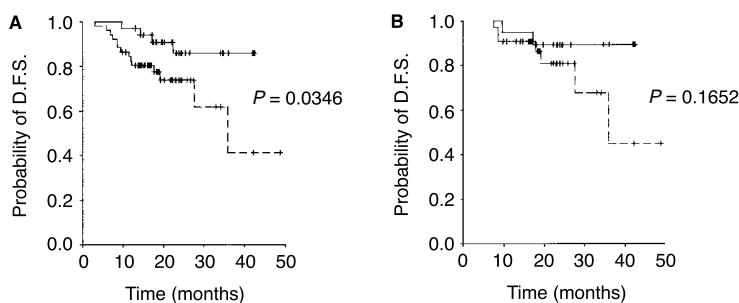 A
Probability of D.F.S.
1.0
0.8
0.6
0.4
0.2
0.0
0 10 20 30 40 50
Time (months)
P = 0.0346
B
Probability of D.F.S.
1.0
0.8
0.6
0.4
0.2
0.0
0 10 20 30 40 50
Time (months)
P = 0.1652